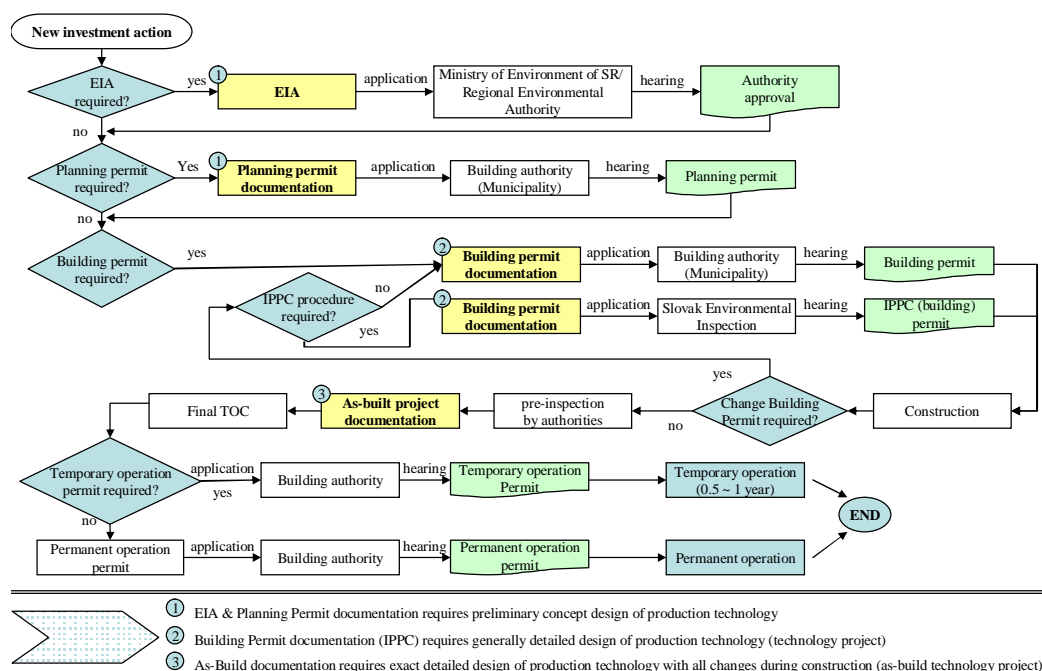 New investment action
EIA
required?
yes
1
EIA
application
Ministry of Environment of SR/
Regional Environmental
Authority
hearing
Authority
approval
no
Planning permit
required?
Yes
1
Planning permit
documentation
application
Building authority
(Municipality)
hearing
Planning permit
no
Building permit
required?
yes
2
Building permit
documentation
application
Building authority
(Municipality)
hearing
Building permit
IPPC procedure
required?
no
yes
2
Building permit
documentation
application
Slovak Environmental
Inspection
hearing
IPPC (building)
permit
yes
Final TOC
3
As-built project
documentation
pre-inspection
by authorities
no
Change Building
Permit required?
Construction
Temporary operation
permit required?
application
yes
Building authority
hearing
Temporary operation
Permit
Temporary operation
(0.5 ~ 1 year)
END
no
Permanent operation
permit
application
Building authority
hearing
Permanent operation
permit
Permanent operation
1 EIA & Planning Permit documentation requires preliminary concept design of production technology
2 Building Permit documentation (IPPC) requires generally detailed design of production technology (technology project)
3 As-Build documentation requires exact detailed design of production technology with all changes during construction (as-build technology project)